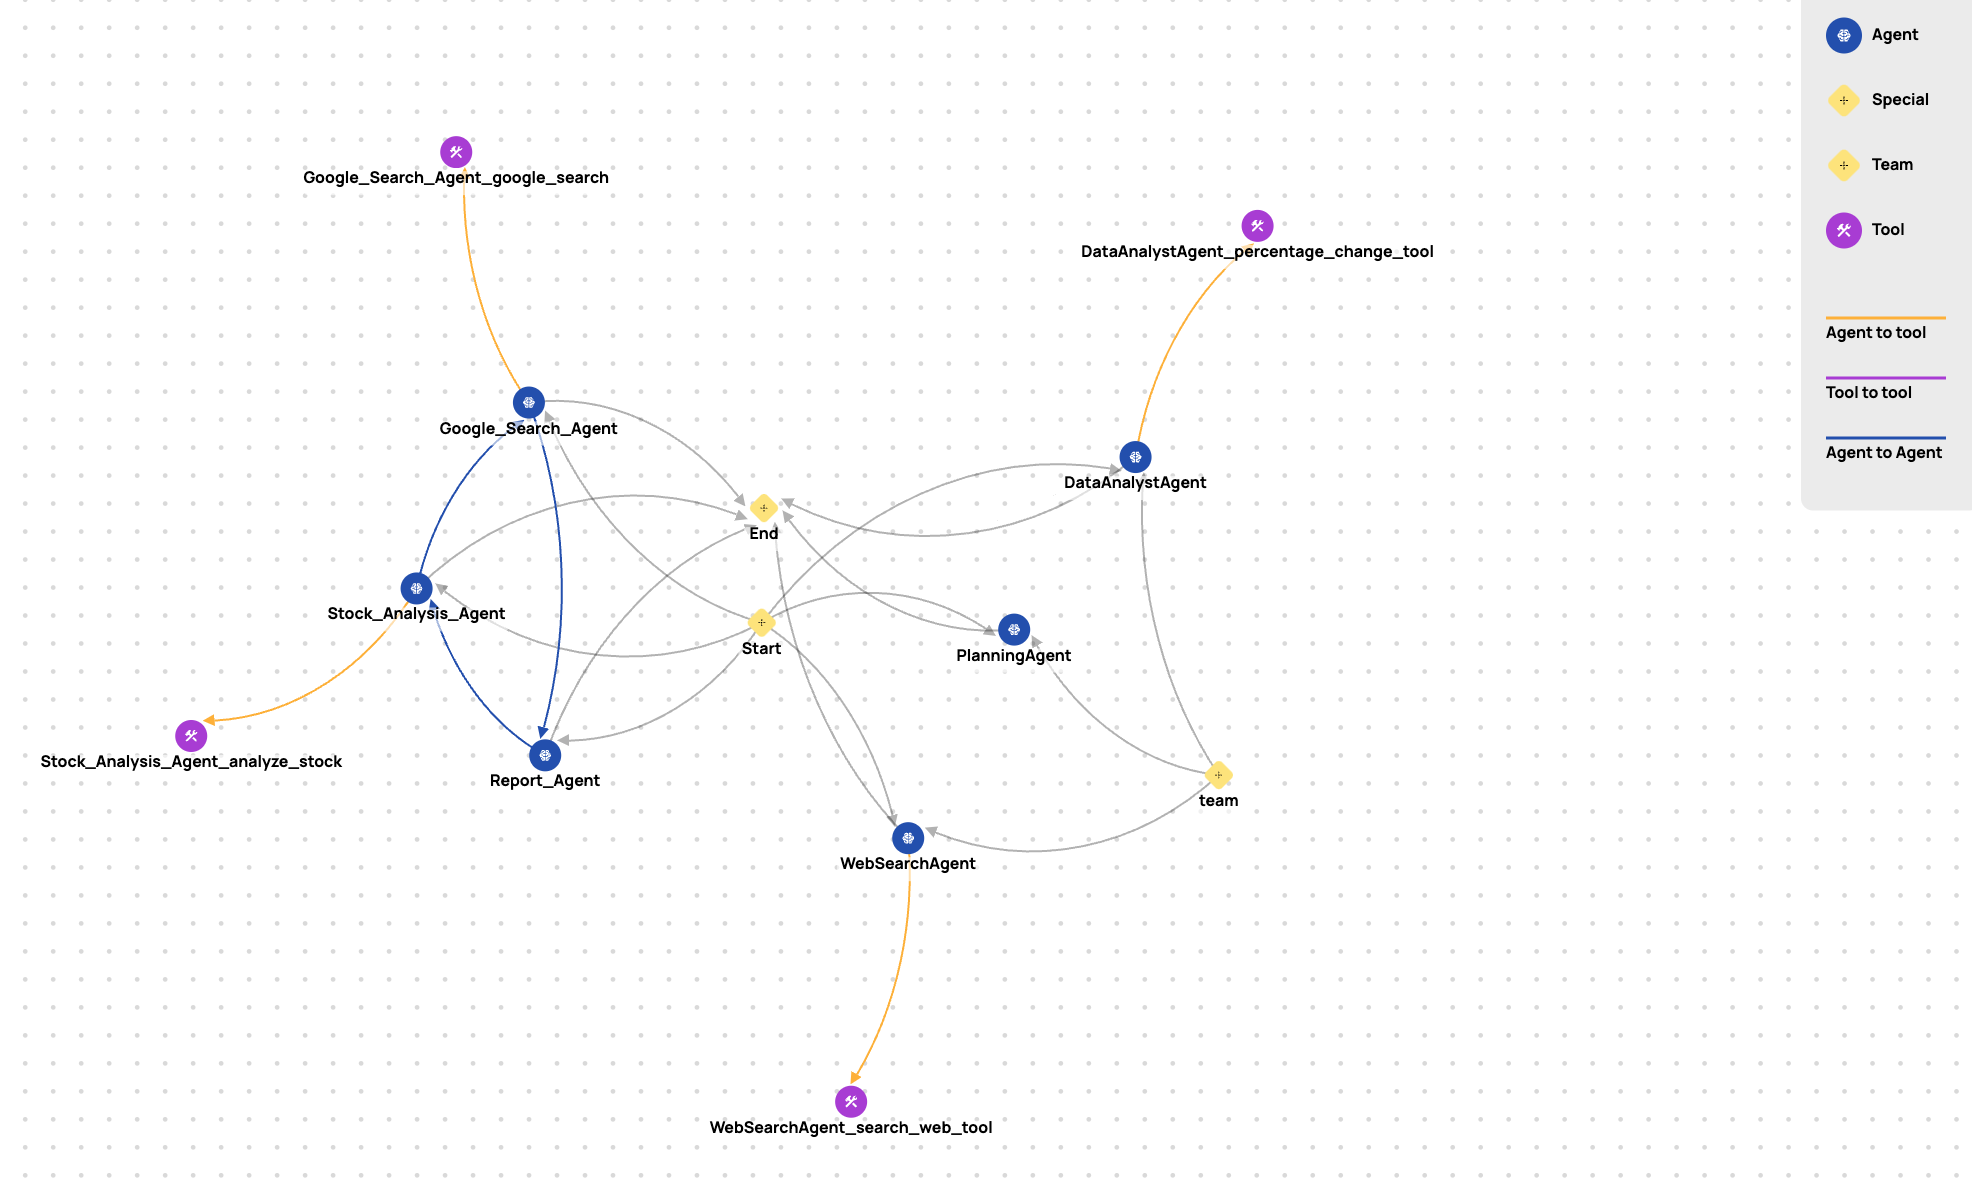 Agent
Special
Team
Tool
Agent to tool
Tool to tool
Agent to Agent
Google_Search_Agent_google_search
DataAnalystAgent_percentage_change_tool
Google_Search_Agent
DataAnalystAgent
End
Stock_Analysis_Agent
Start
PlanningAgent
Stock_Analysis_Agent_analyze_stock
Report_Agent
team
WebSearchAgent
WebSearchAgent_search_web_tool